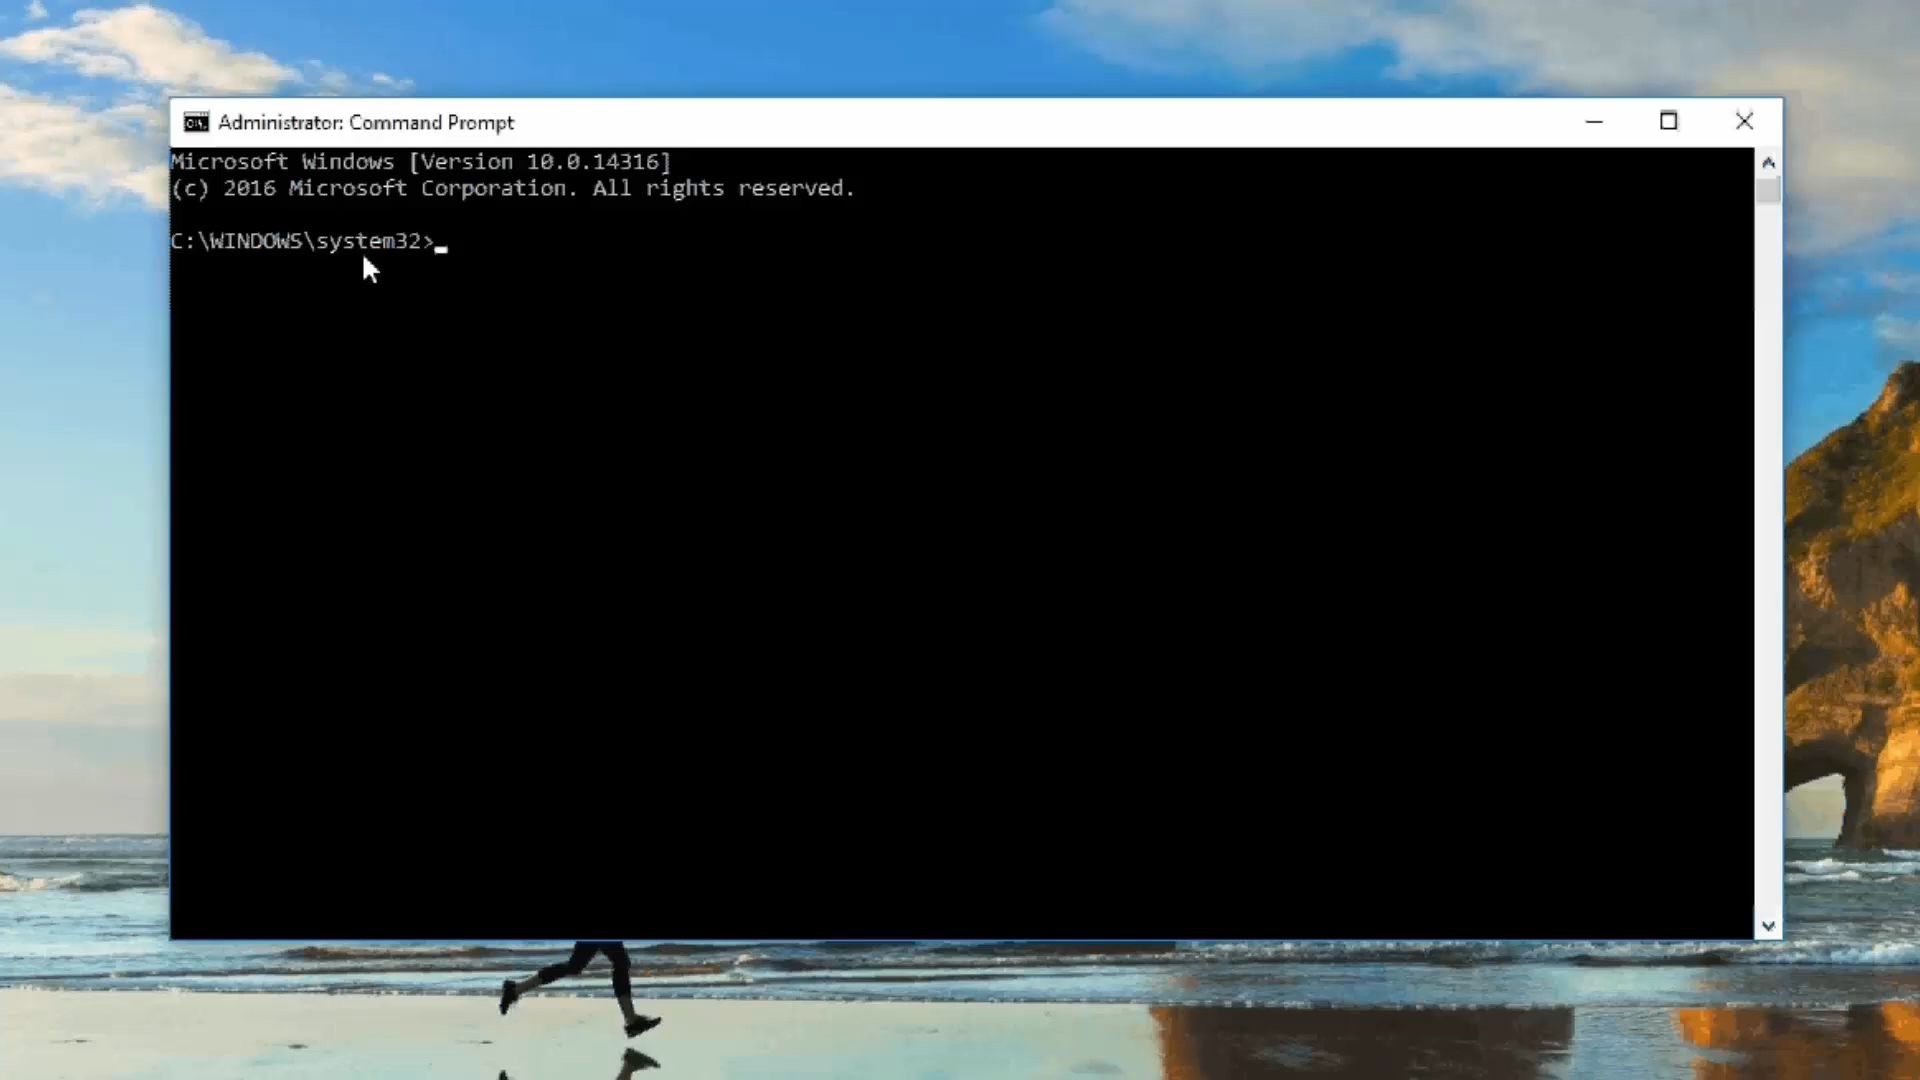 Administrator: Command Prompt
Microsoft Windows [Version 10.0.14316]
(c) 2016 Microsoft Corporation. All rights reserved.
C:\WINDOWS\system32>